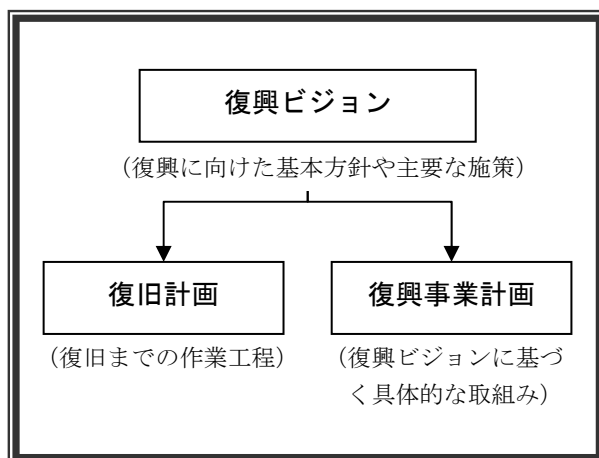 復興ビジョン
（復興に向けた基本方針や主要な施策）
復旧計画
（復旧までの作業工程）
復興事業計画
（復興ビジョンに基づ
く具体的な取組み）